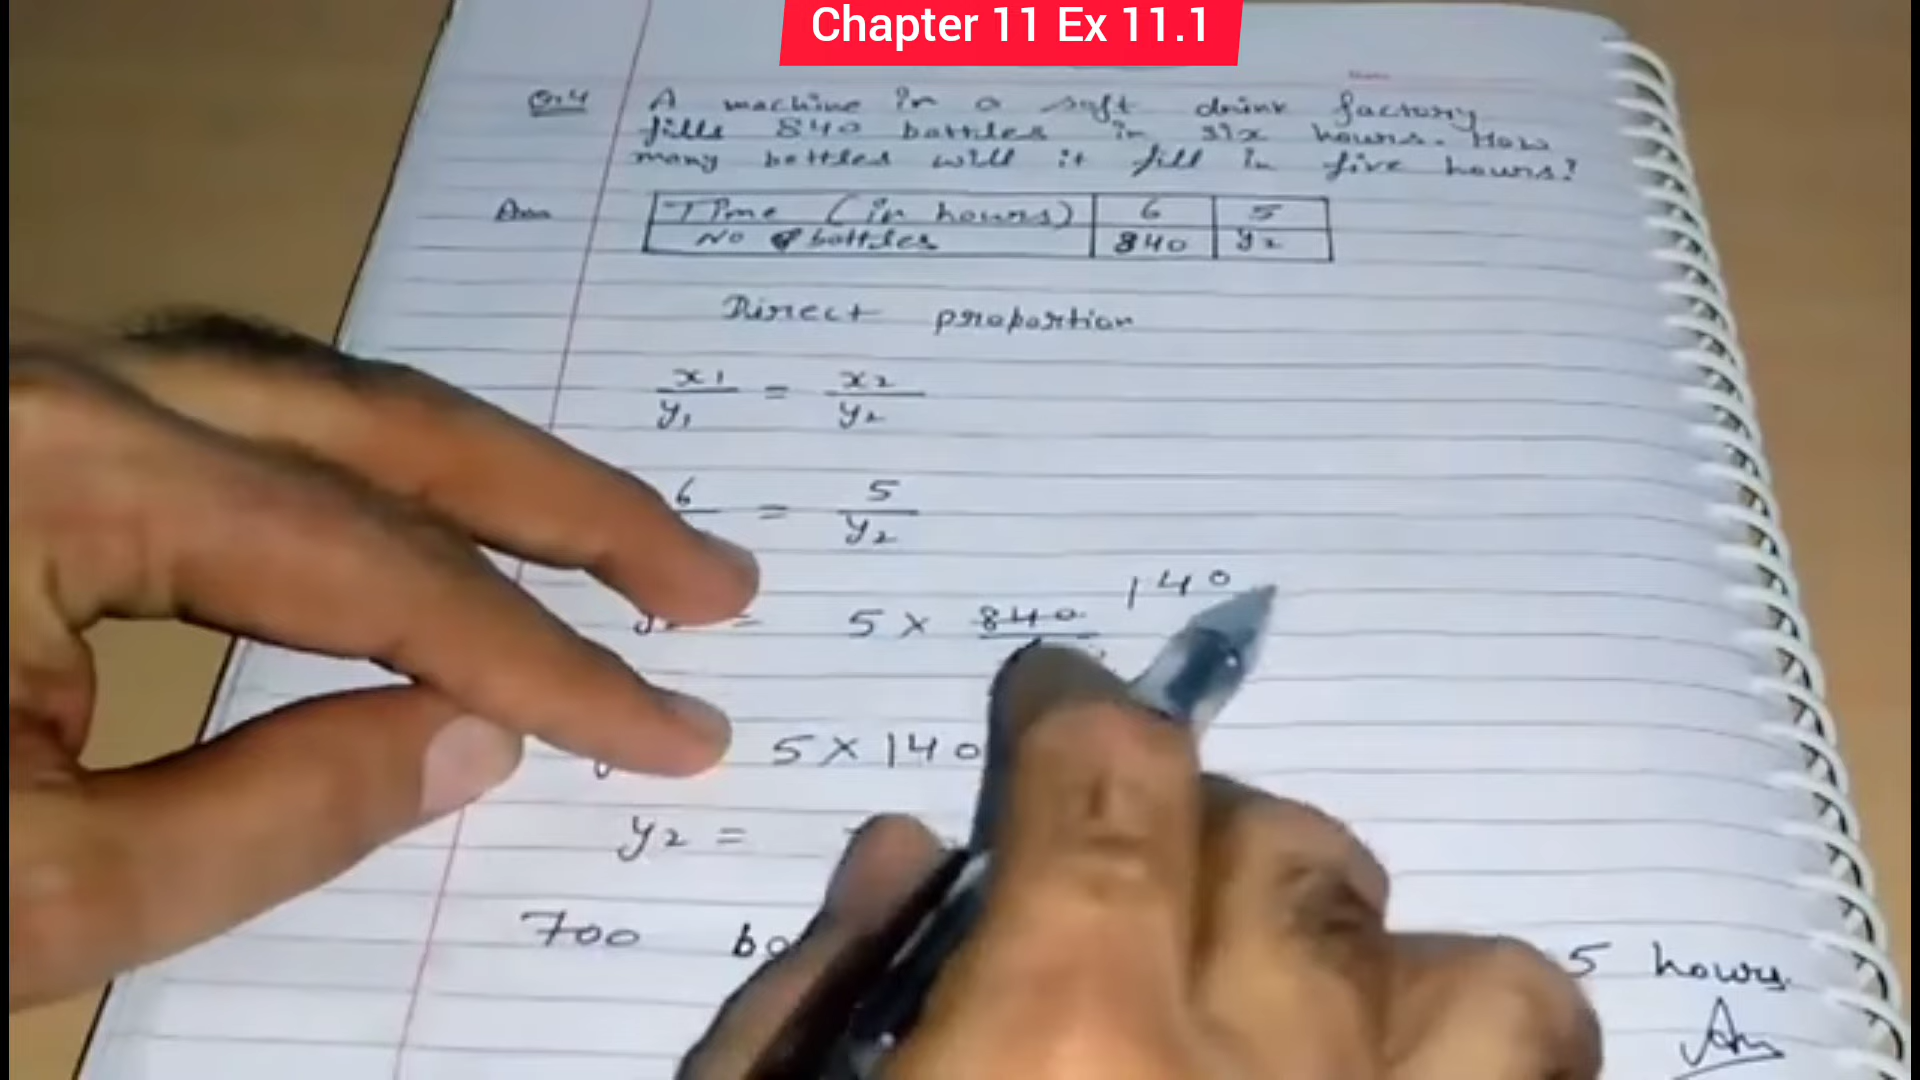 Chapter 11 Ex 11.1
Q.4 A machine in a soft drink factory
fills 840 bottles in six hours. How
many bottles will it fill in five hours?
Ans
Time (in hours) 6 5
No of bottles 840 y₂
Direct proportion
x₁/y₁ = x₂/y₂
6 = 5/y₂
= 5 × 840 140
5 × 140
y₂ =
700 5 hours.
Ans